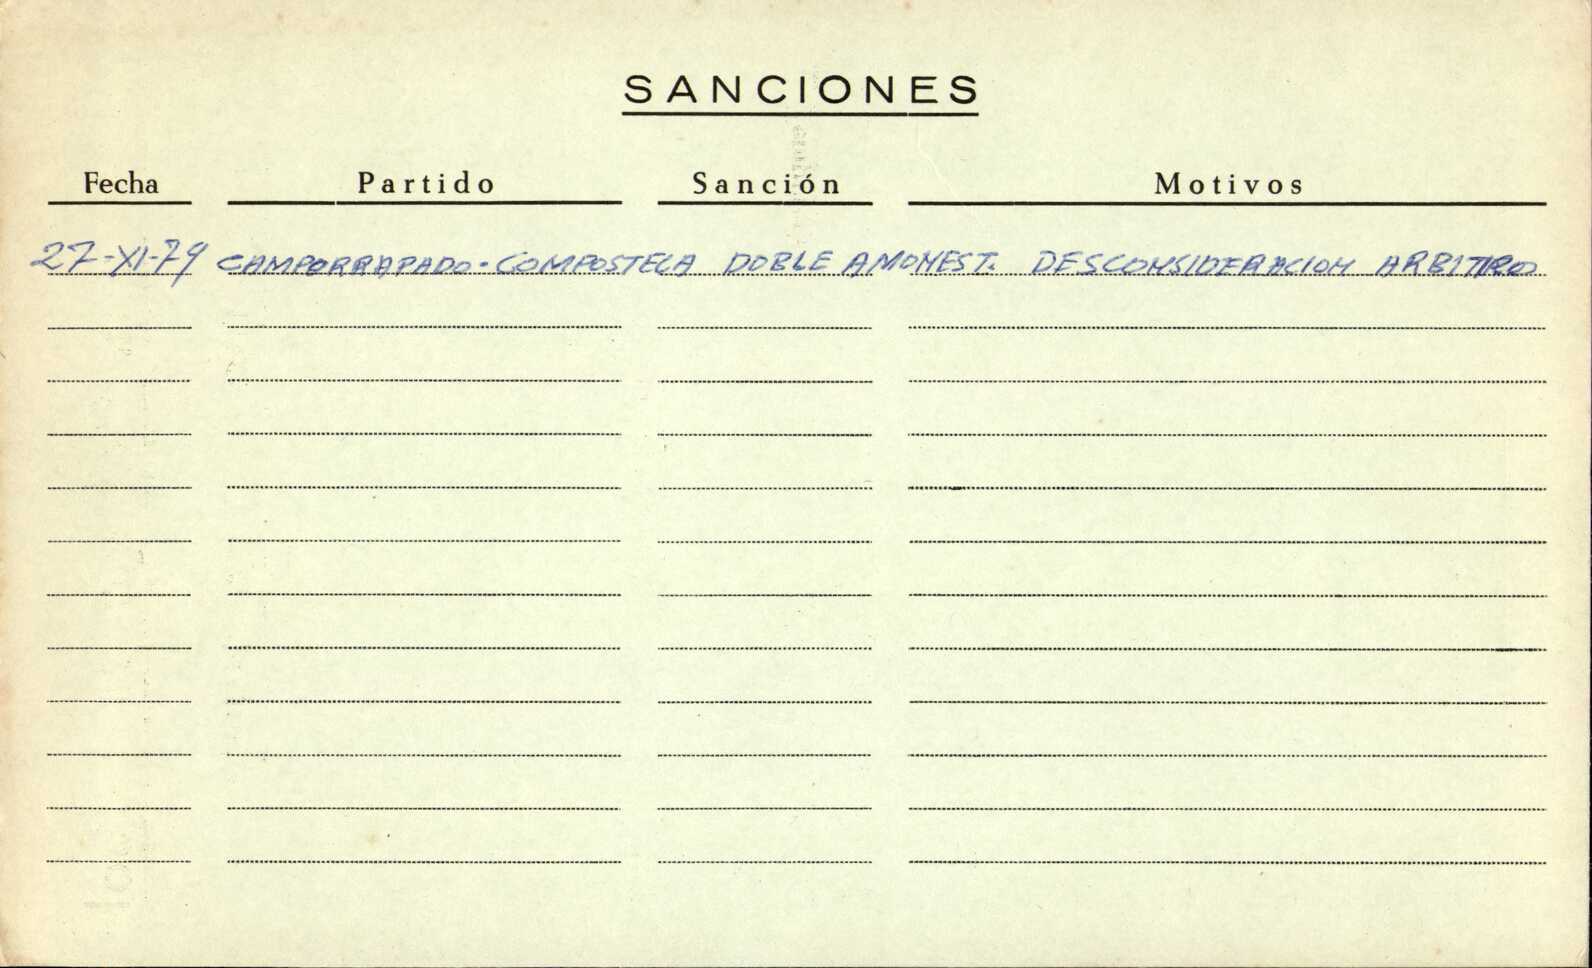 SANCIONES
Fecha Partido Sanción Motivos
27-XI-79 CAMPORRAPADO-COMPOSTELA DOBLE AMONEST. DESCONSIDERACION ARBITRO